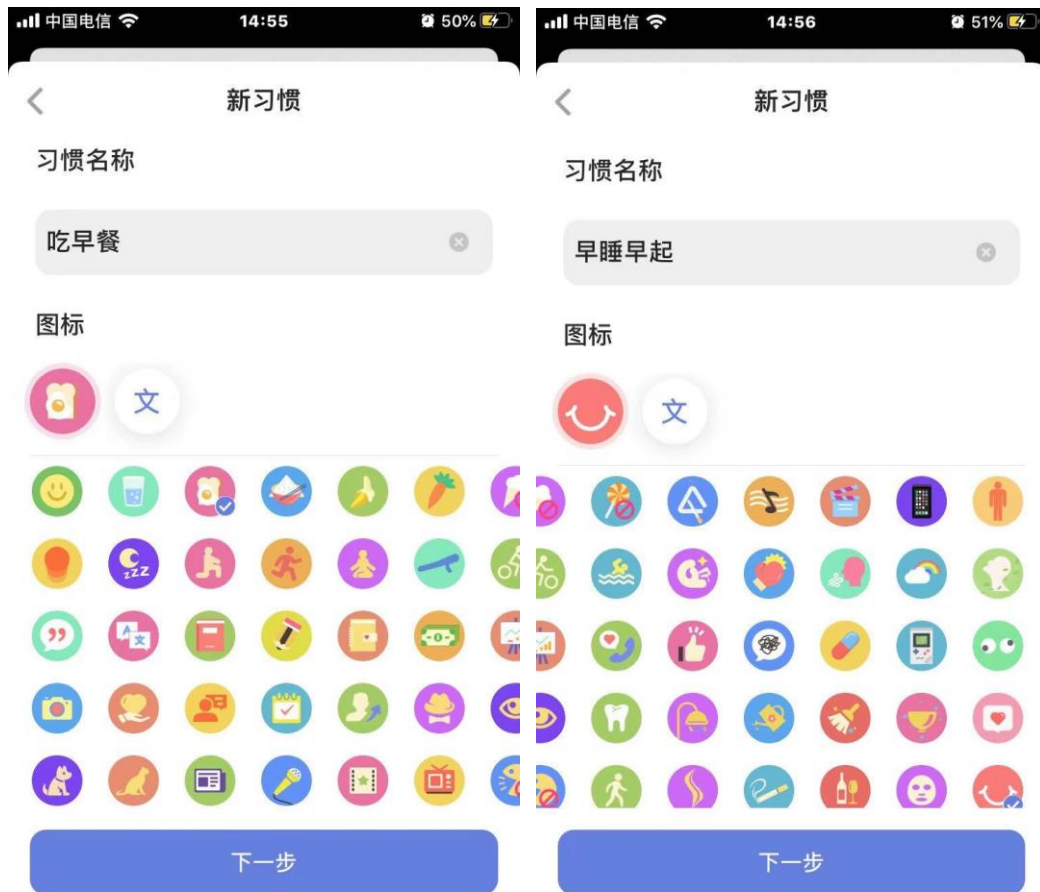 中国电信 14:55 50%
新习惯
习惯名称
吃早餐
图标
文
zzz
A 文
下一步
中国电信 14:56 51%
新习惯
习惯名称
早睡早起
图标
文
下一步